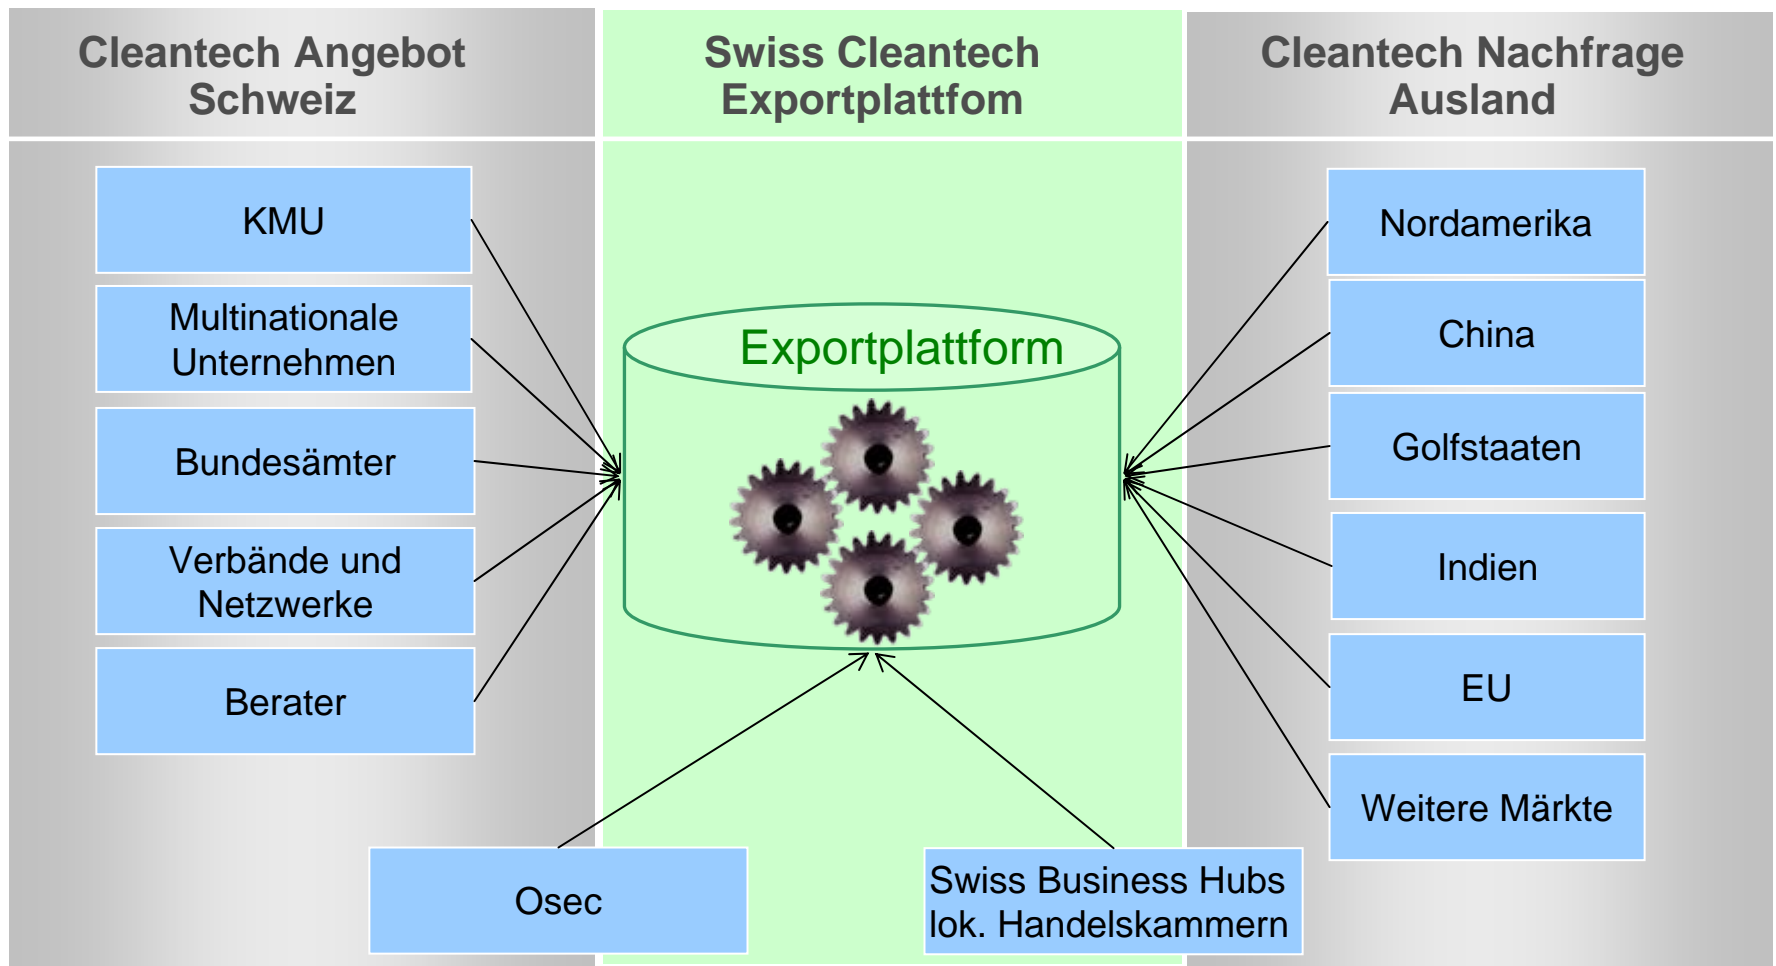 Cleantech Angebot
Schweiz
Swiss Cleantech
Exportplattfom
Cleantech Nachfrage
Ausland
KMU
Multinationale
Unternehmen
Bundesämter
Verbände und
Netzwerke
Berater
Exportplattform
Nordamerika
China
Golfstaaten
Indien
EU
Weitere Märkte
Osec
Swiss Business Hubs
lok. Handelskammern